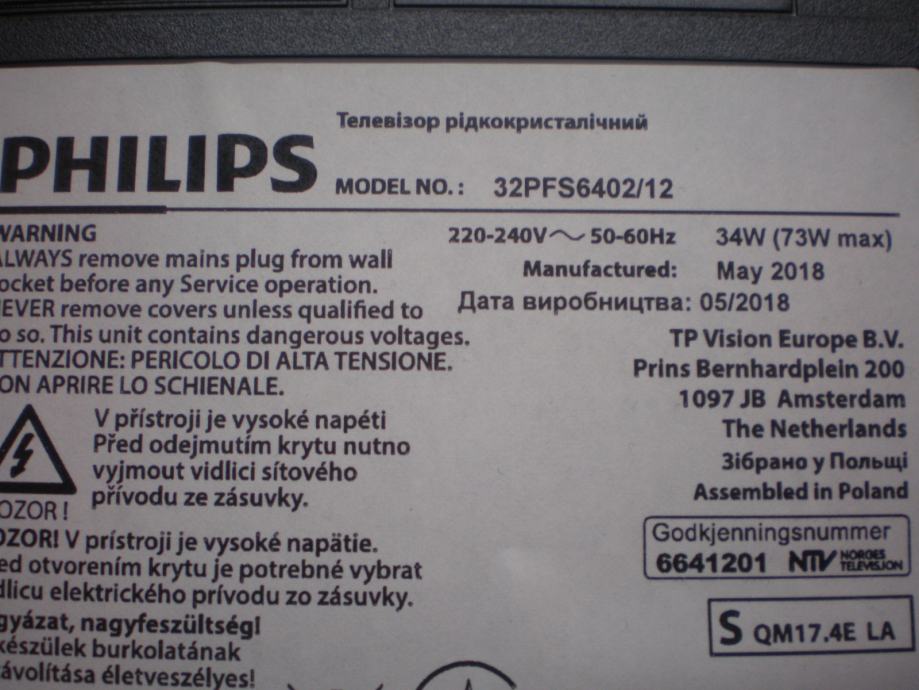 Телевізор рідкокристалічний
PHILIPS
MODEL NO. : 32PFS6402/12
WARNING
ALWAYS remove mains plug from wall
socket before any Service operation.
NEVER remove covers unless qualified to
do so. This unit contains dangerous voltages.
ATTENZIONE: PERICOLO DI ALTA TENSIONE.
NON APRIRE LO SCHIENALE.
V přístroji je vysoké napéti
Před odejmutím krytu nutno
vyjmout vidlici sítového
přívodu ze zásuvky.
POZOR !
POZOR! V prístroji je vysoké napätie.
Pred otvorením krytu je potrebné vybrat
vidlicu elektrického prívodu zo zásuvky.
Vigyázat, nagyfeszültség!
készülek burkolatának
távolítása életveszélyes!
220-240V~ 50-60Hz 34W (73W max)
Manufactured: May 2018
Дата виробництва: 05/2018
TP Vision Europe B.V.
Prins Bernhardplein 200
1097 JB Amsterdam
The Netherlands
Зібрано у Польщі
Assembled in Poland
Godkjenningsnummer
6641201 NTV NORGES TELEVISJON
S QM17.4E LA